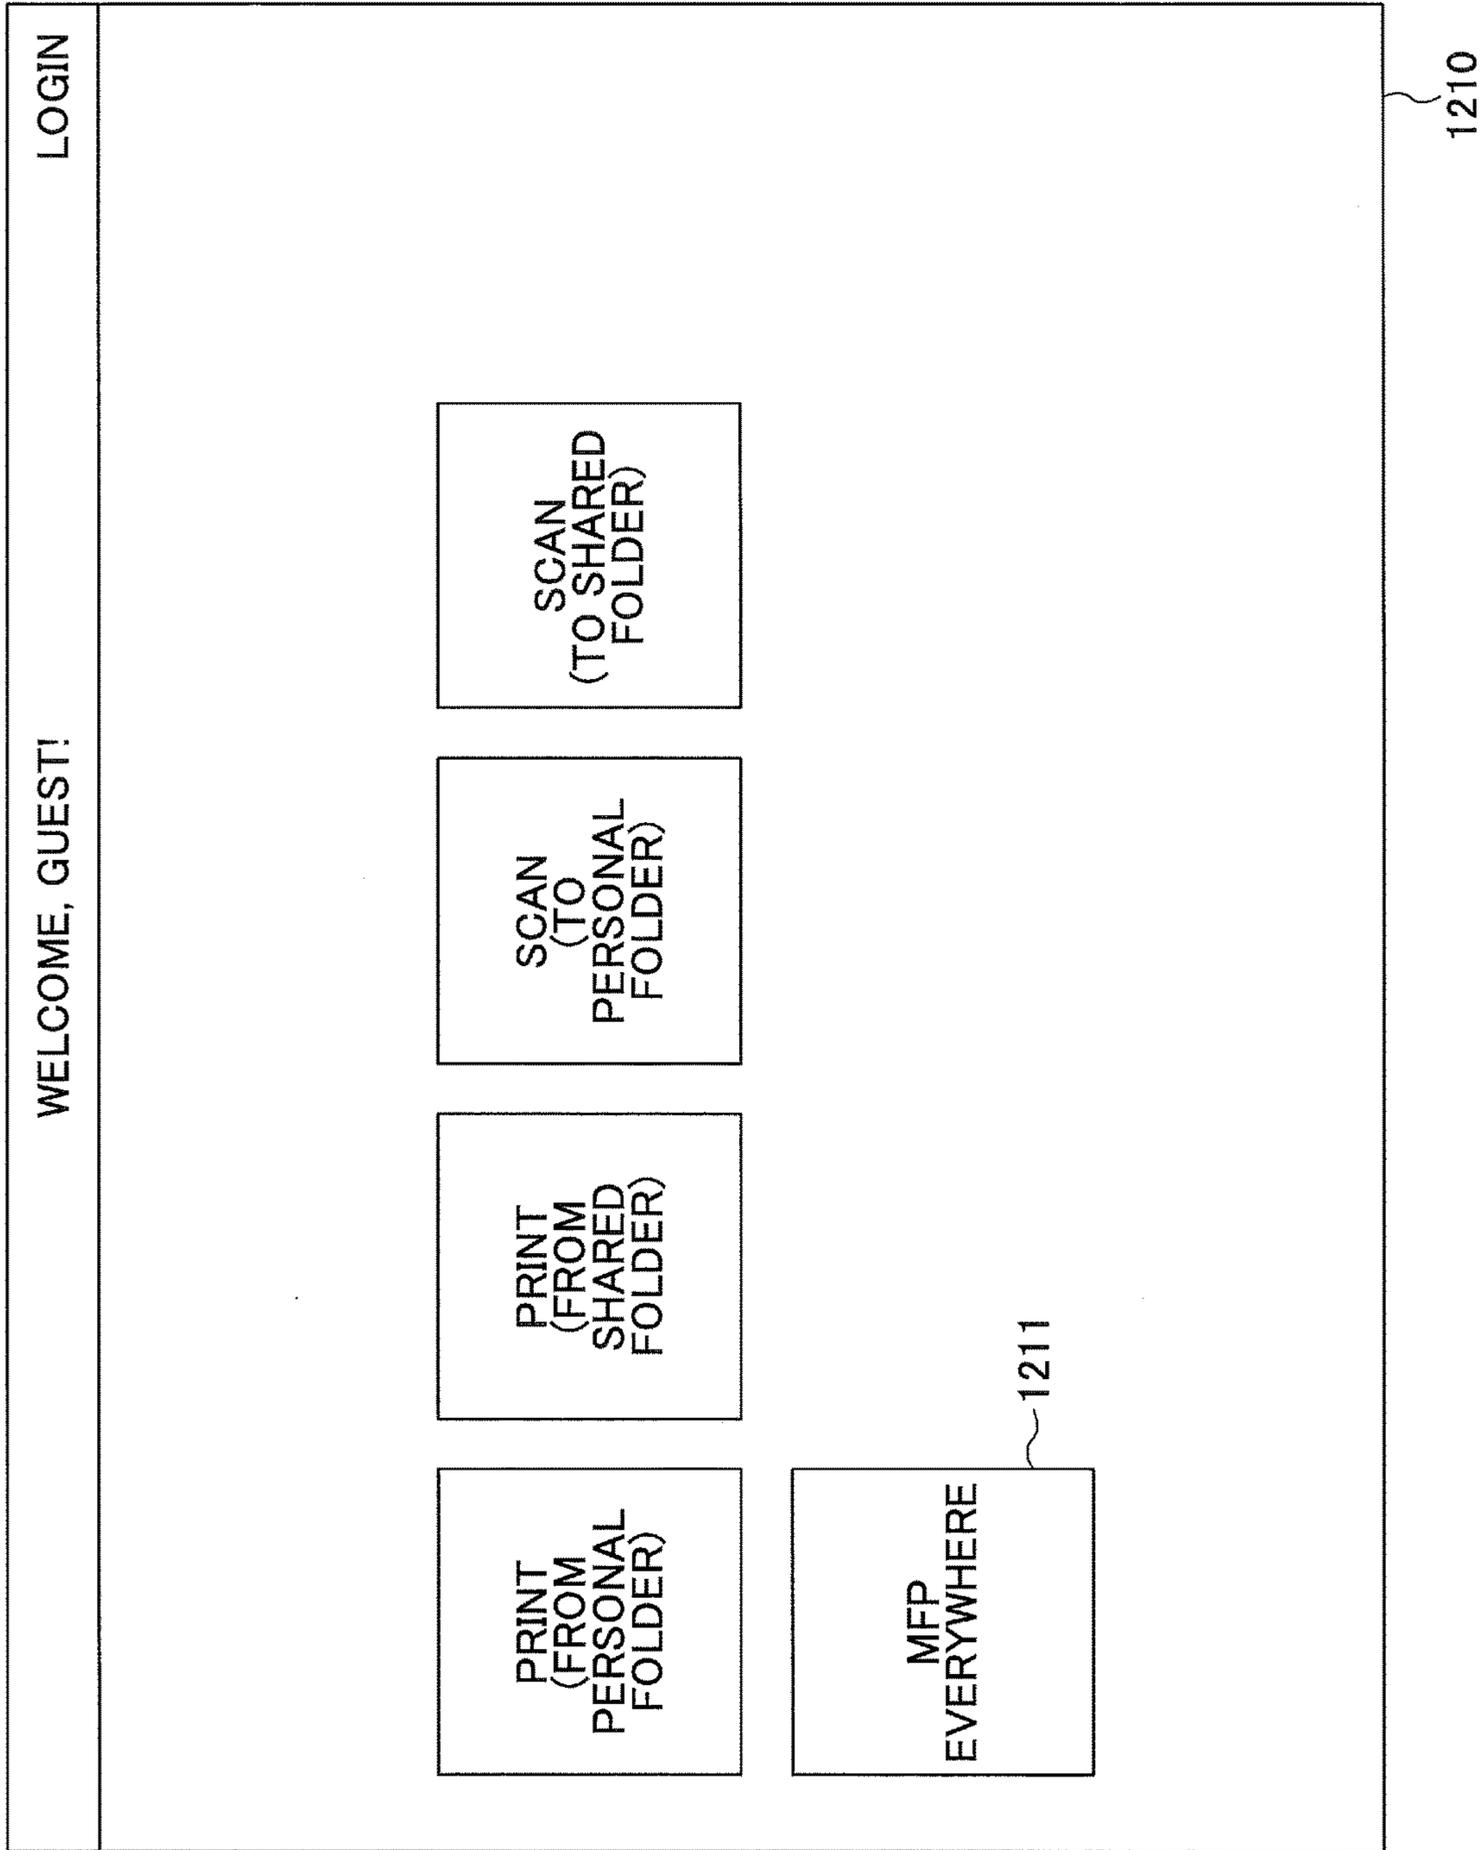 WELCOME, GUEST!
LOGIN
PRINT
(FROM
PERSONAL
FOLDER)
PRINT
(FROM
SHARED
FOLDER)
SCAN
(TO
PERSONAL
FOLDER)
SCAN
(TO SHARED
FOLDER)
MFP
EVERYWHERE
1211
1210